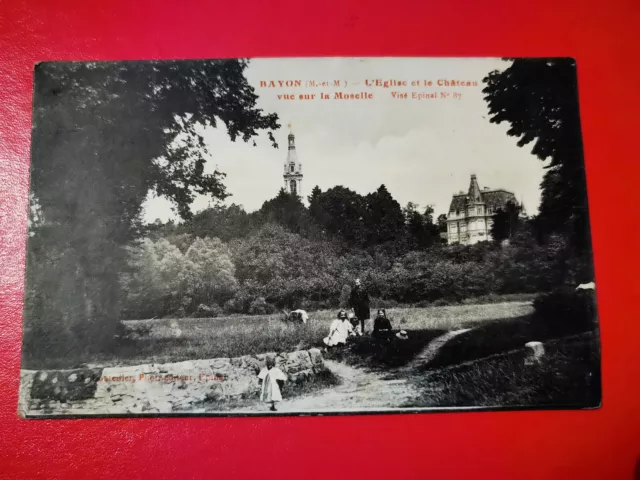 BAYON (M.-et-M.) — L'Eglise et le Château
vue sur la Moselle Visé Epinal N° 87